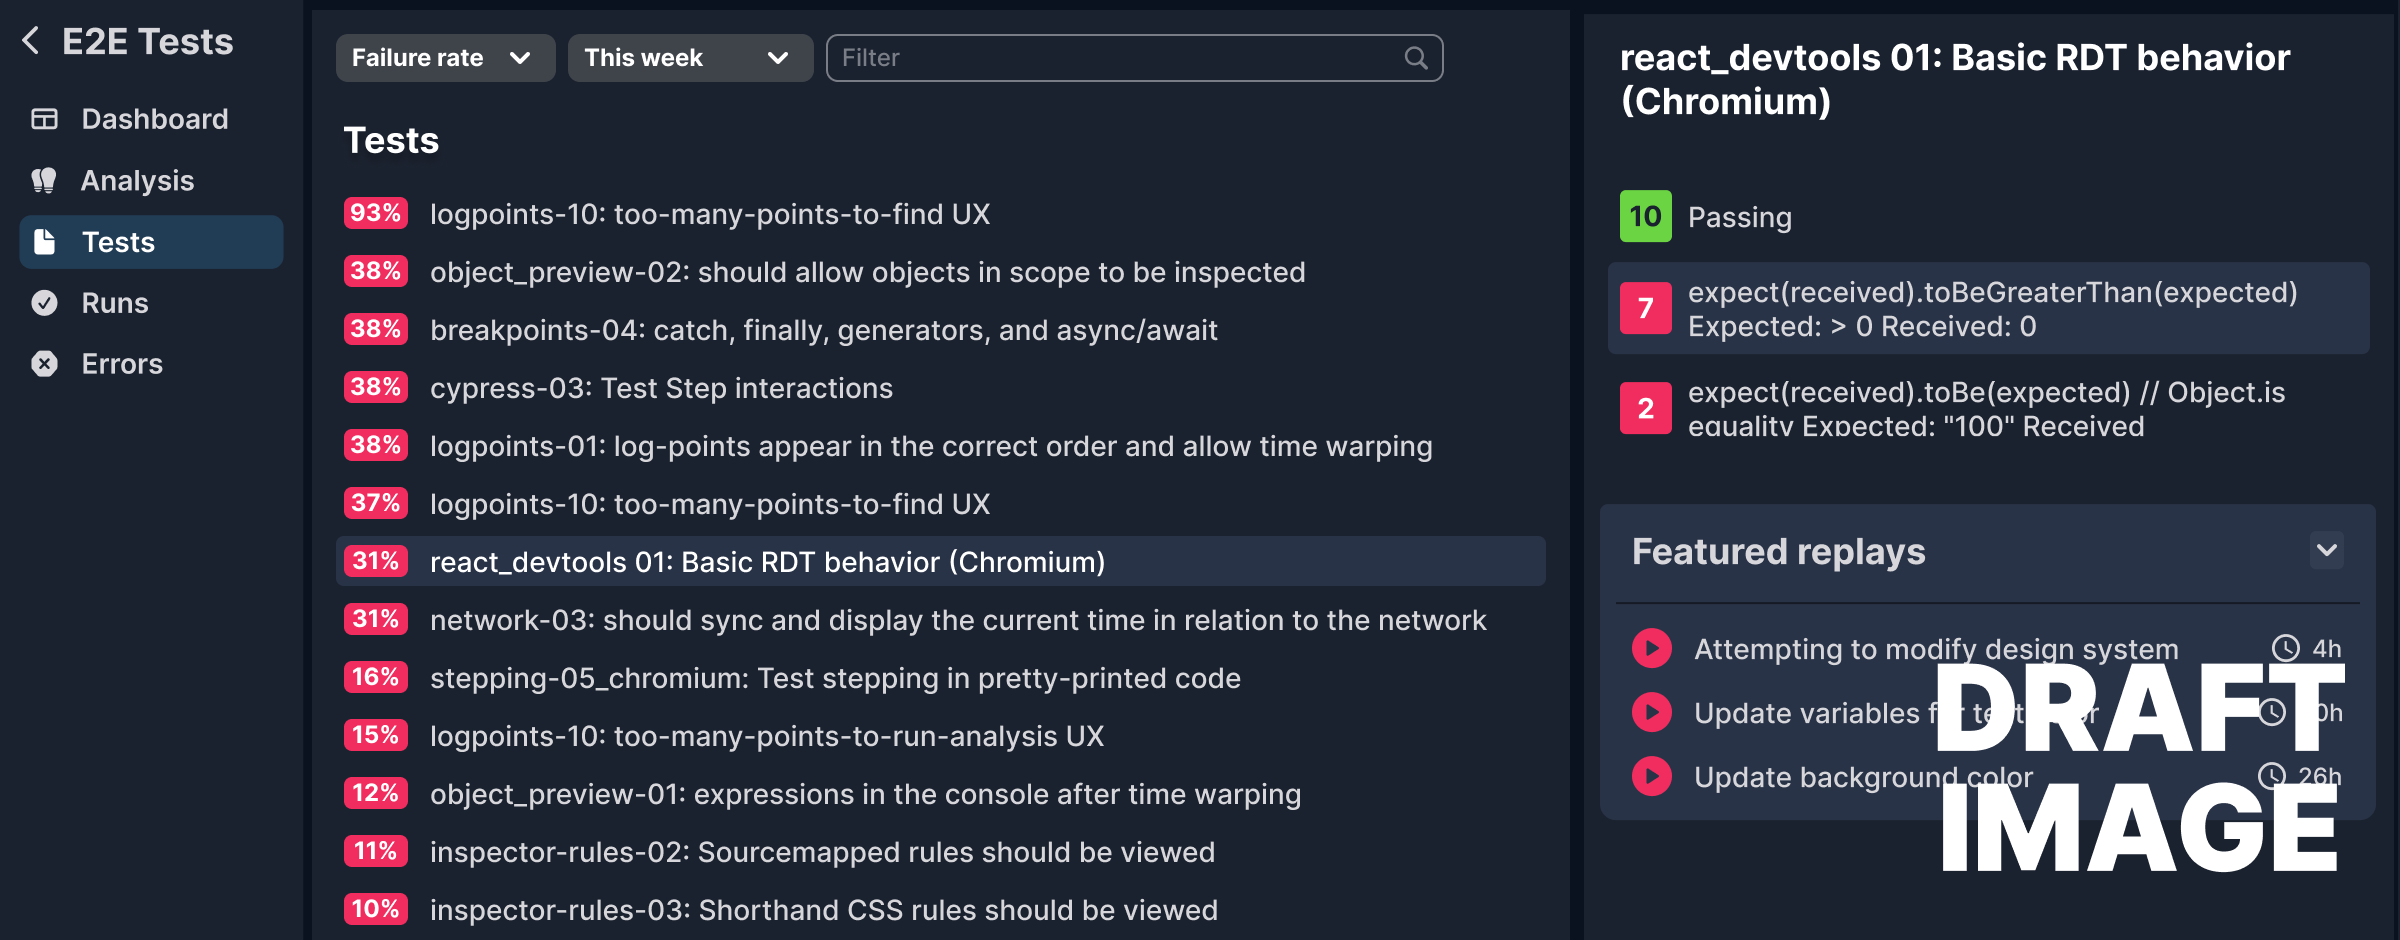 E2E Tests
Dashboard
Analysis
Tests
Runs
Errors
Failure rate
This week
Filter
Tests
93% logpoints-10: too-many-points-to-find UX
38% object_preview-02: should allow objects in scope to be inspected
38% breakpoints-04: catch, finally, generators, and async/await
38% cypress-03: Test Step interactions
38% logpoints-01: log-points appear in the correct order and allow time warping
37% logpoints-10: too-many-points-to-find UX
31% react_devtools 01: Basic RDT behavior (Chromium)
31% network-03: should sync and display the current time in relation to the network
16% stepping-05_chromium: Test stepping in pretty-printed code
15% logpoints-10: too-many-points-to-run-analysis UX
12% object_preview-01: expressions in the console after time warping
11% inspector-rules-02: Sourcemapped rules should be viewed
10% inspector-rules-03: Shorthand CSS rules should be viewed
react_devtools 01: Basic RDT behavior
(Chromium)
10 Passing
7 expect(received).toBeGreaterThan(expected)
Expected: > 0 Received: 0
2 expect(received).toBe(expected) // Object.is
equality Expected: "100" Received
Featured replays
Attempting to modify design system 4h
Update variables
Update background color 26h
DRAFT
IMAGE